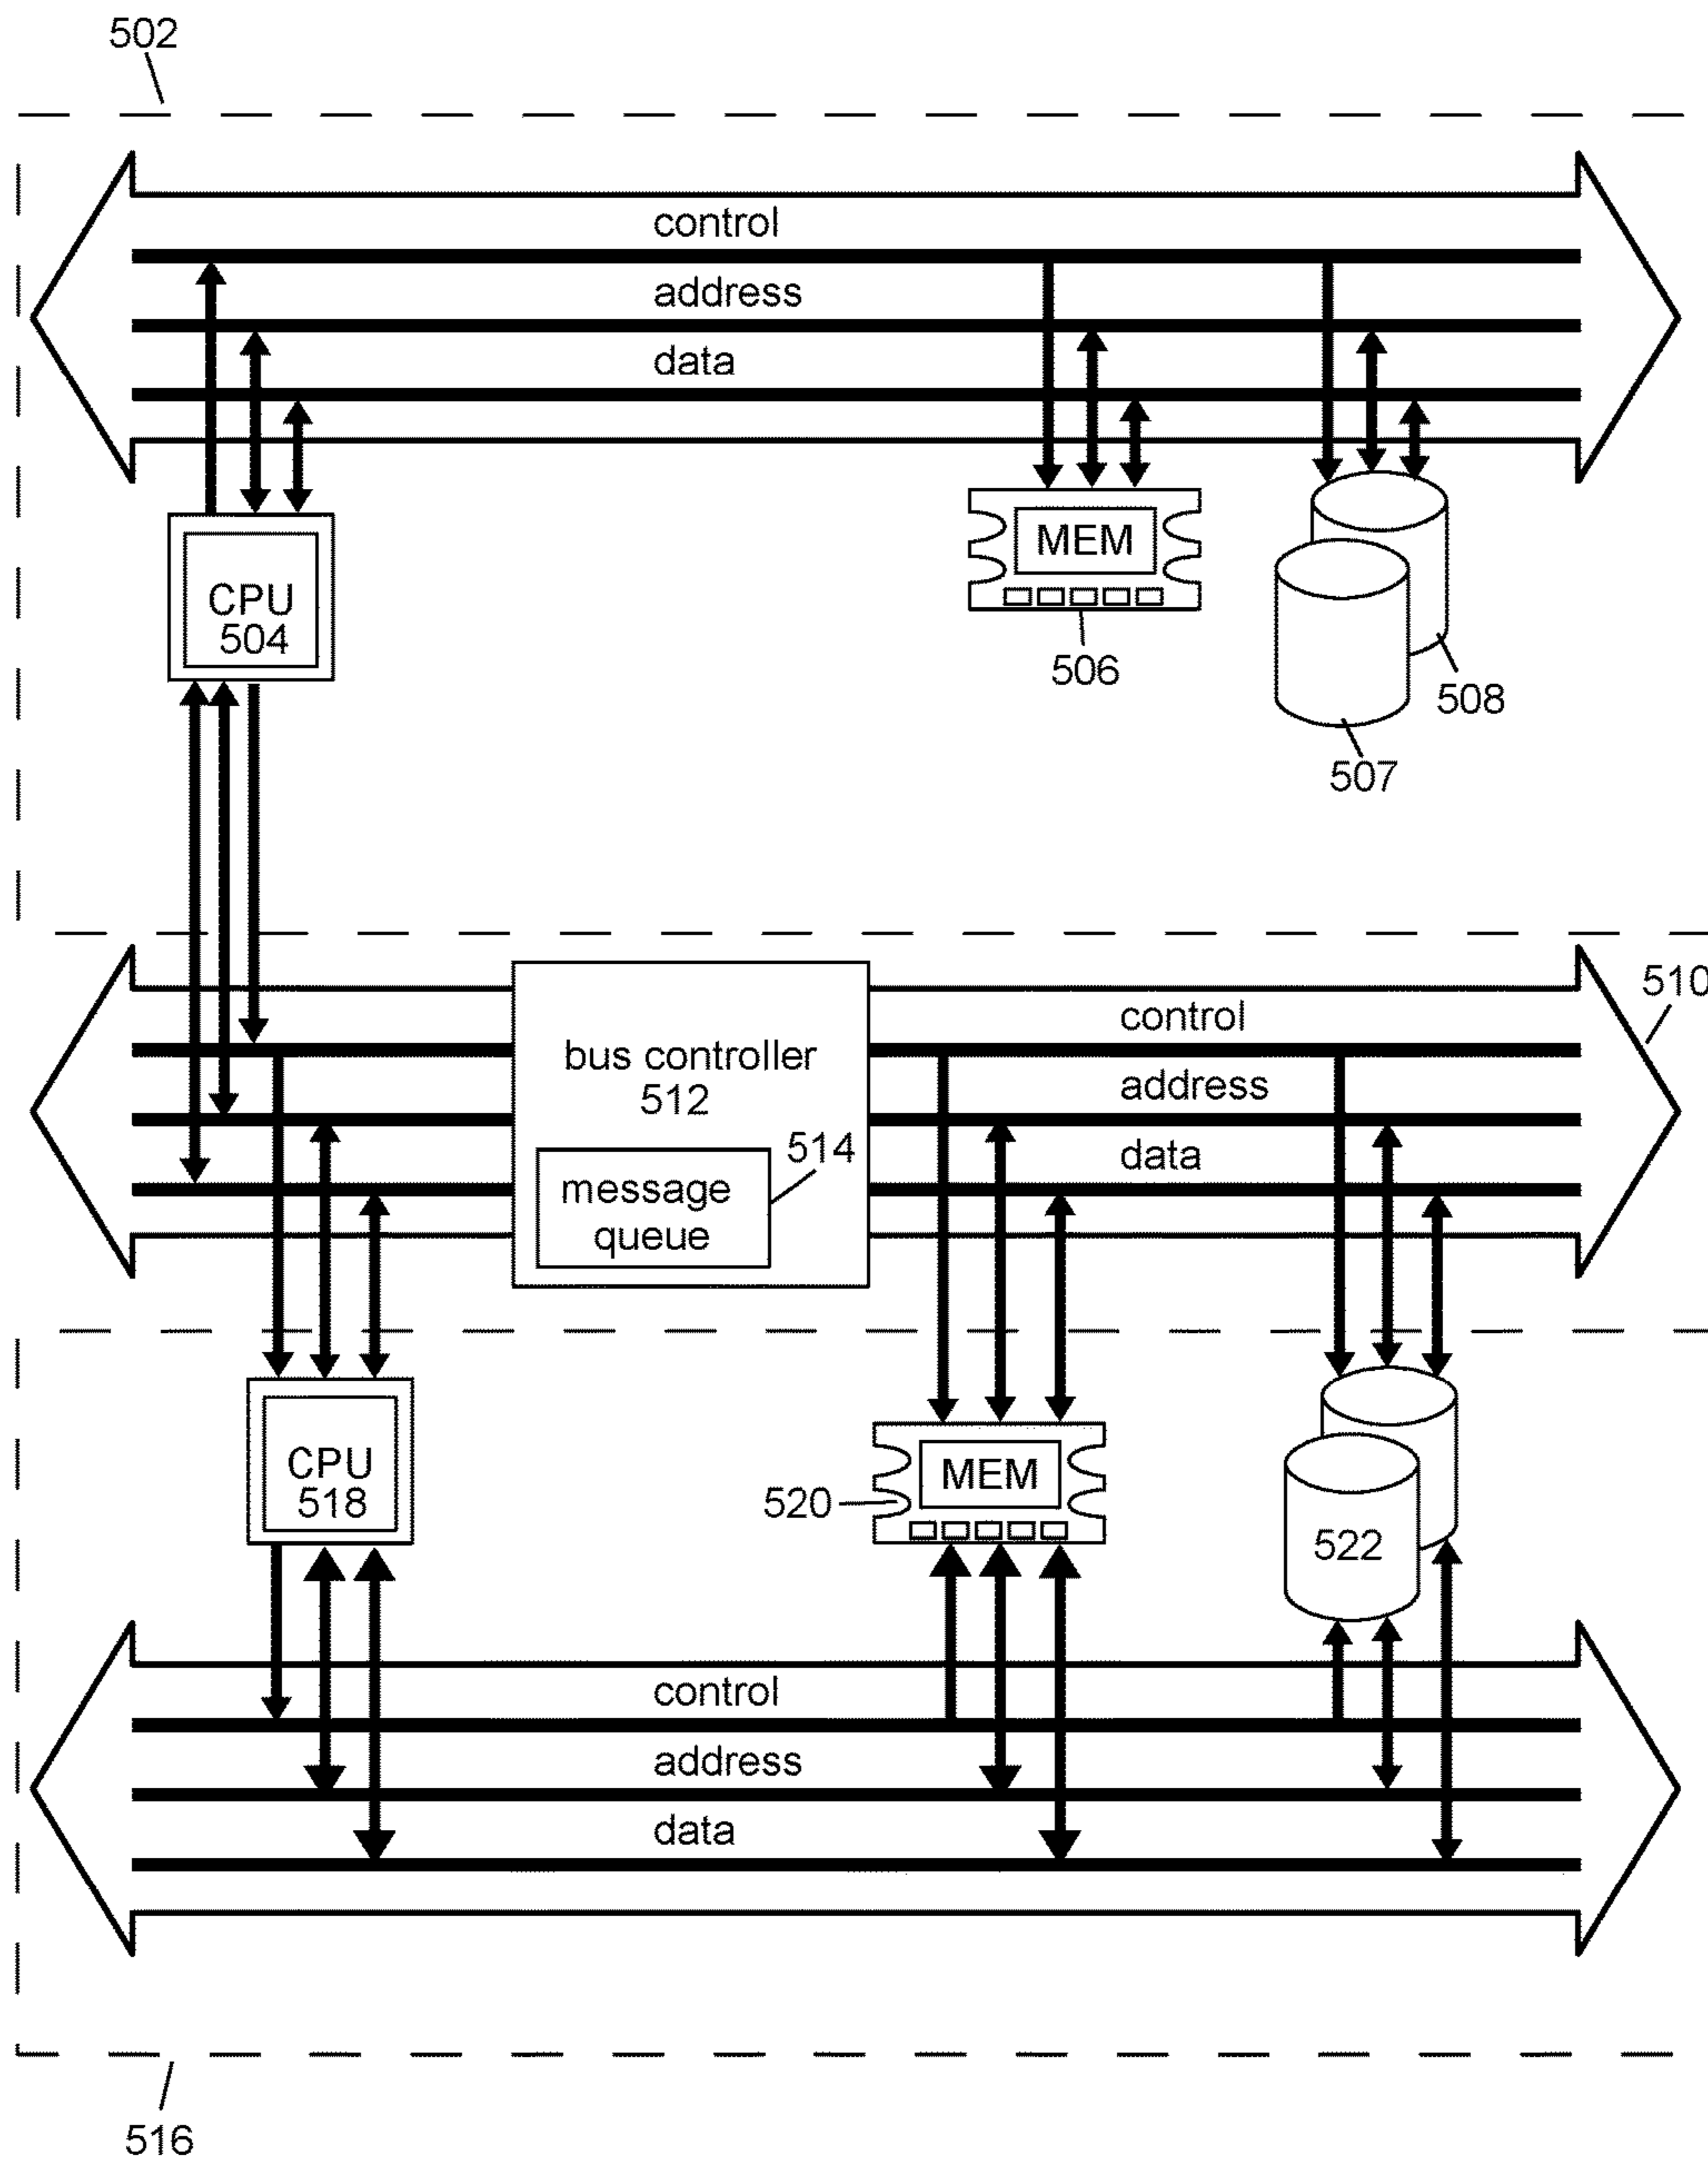 502
control
address
data
MEM
CPU
504
506
508
507
510
control
bus controller
512
address
514
data
message
queue
CPU
518
MEM
520
522
control
address
data
516